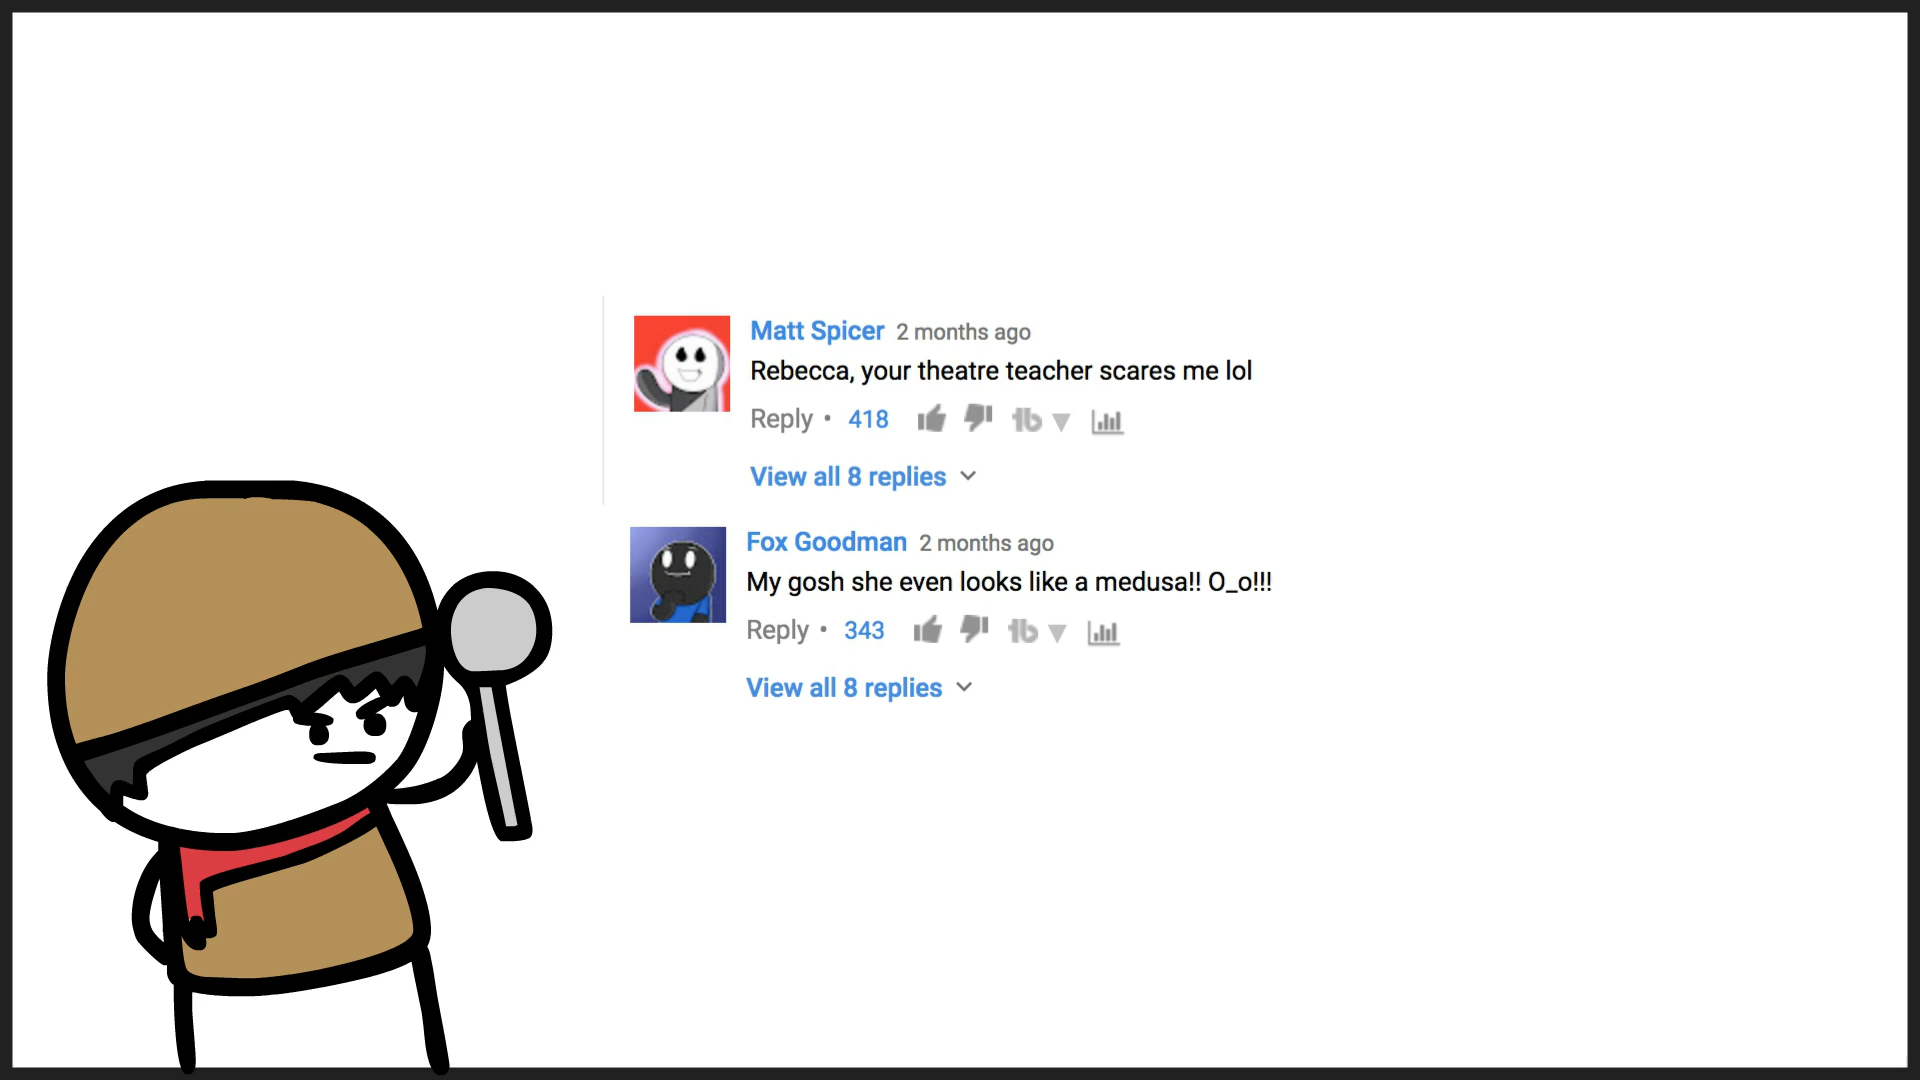 Matt Spicer 2 months ago
Rebecca, your theatre teacher scares me lol
Reply • 418
View all 8 replies
Fox Goodman 2 months ago
My gosh she even looks like a medusa!! O_o!!!
Reply • 343
View all 8 replies